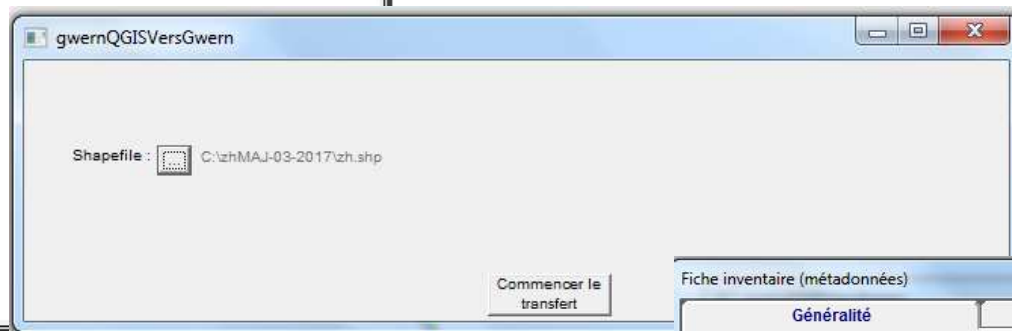 gwernQGISVersGwern
Shapefile : ... C:\zhMAJ-03-2017\zh.shp
Commencer le
transfert
Fiche inventaire (métadonnées)
Généralité